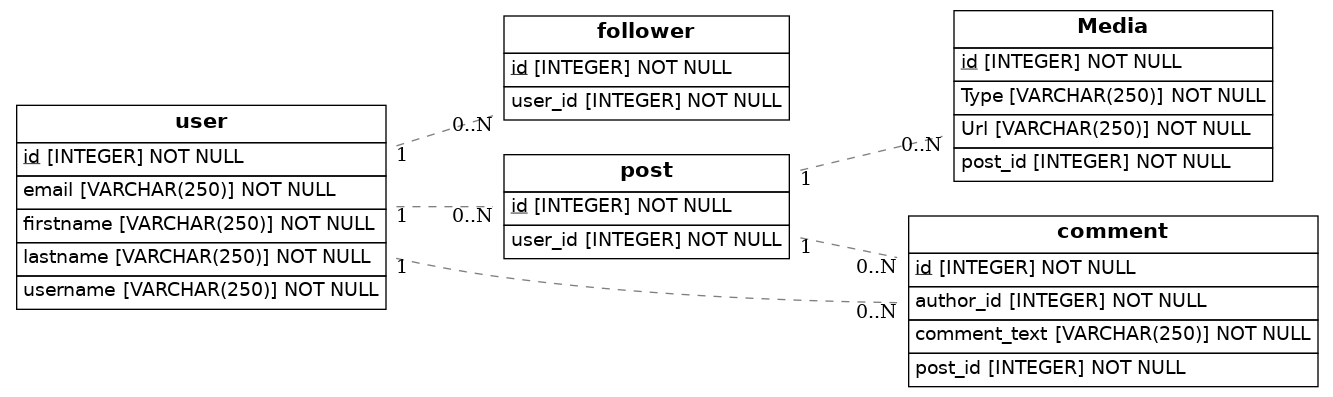 user
id [INTEGER] NOT NULL
email [VARCHAR(250)] NOT NULL
firstname [VARCHAR(250)] NOT NULL
lastname [VARCHAR(250)] NOT NULL
username [VARCHAR(250)] NOT NULL
1
0..N
1
0..N
1
0..N
follower
id [INTEGER] NOT NULL
user_id [INTEGER] NOT NULL
post
id [INTEGER] NOT NULL
user_id [INTEGER] NOT NULL
1
0..N
1
0..N
Media
id [INTEGER] NOT NULL
Type [VARCHAR(250)] NOT NULL
Url [VARCHAR(250)] NOT NULL
post_id [INTEGER] NOT NULL
comment
id [INTEGER] NOT NULL
author_id [INTEGER] NOT NULL
comment_text [VARCHAR(250)] NOT NULL
post_id [INTEGER] NOT NULL